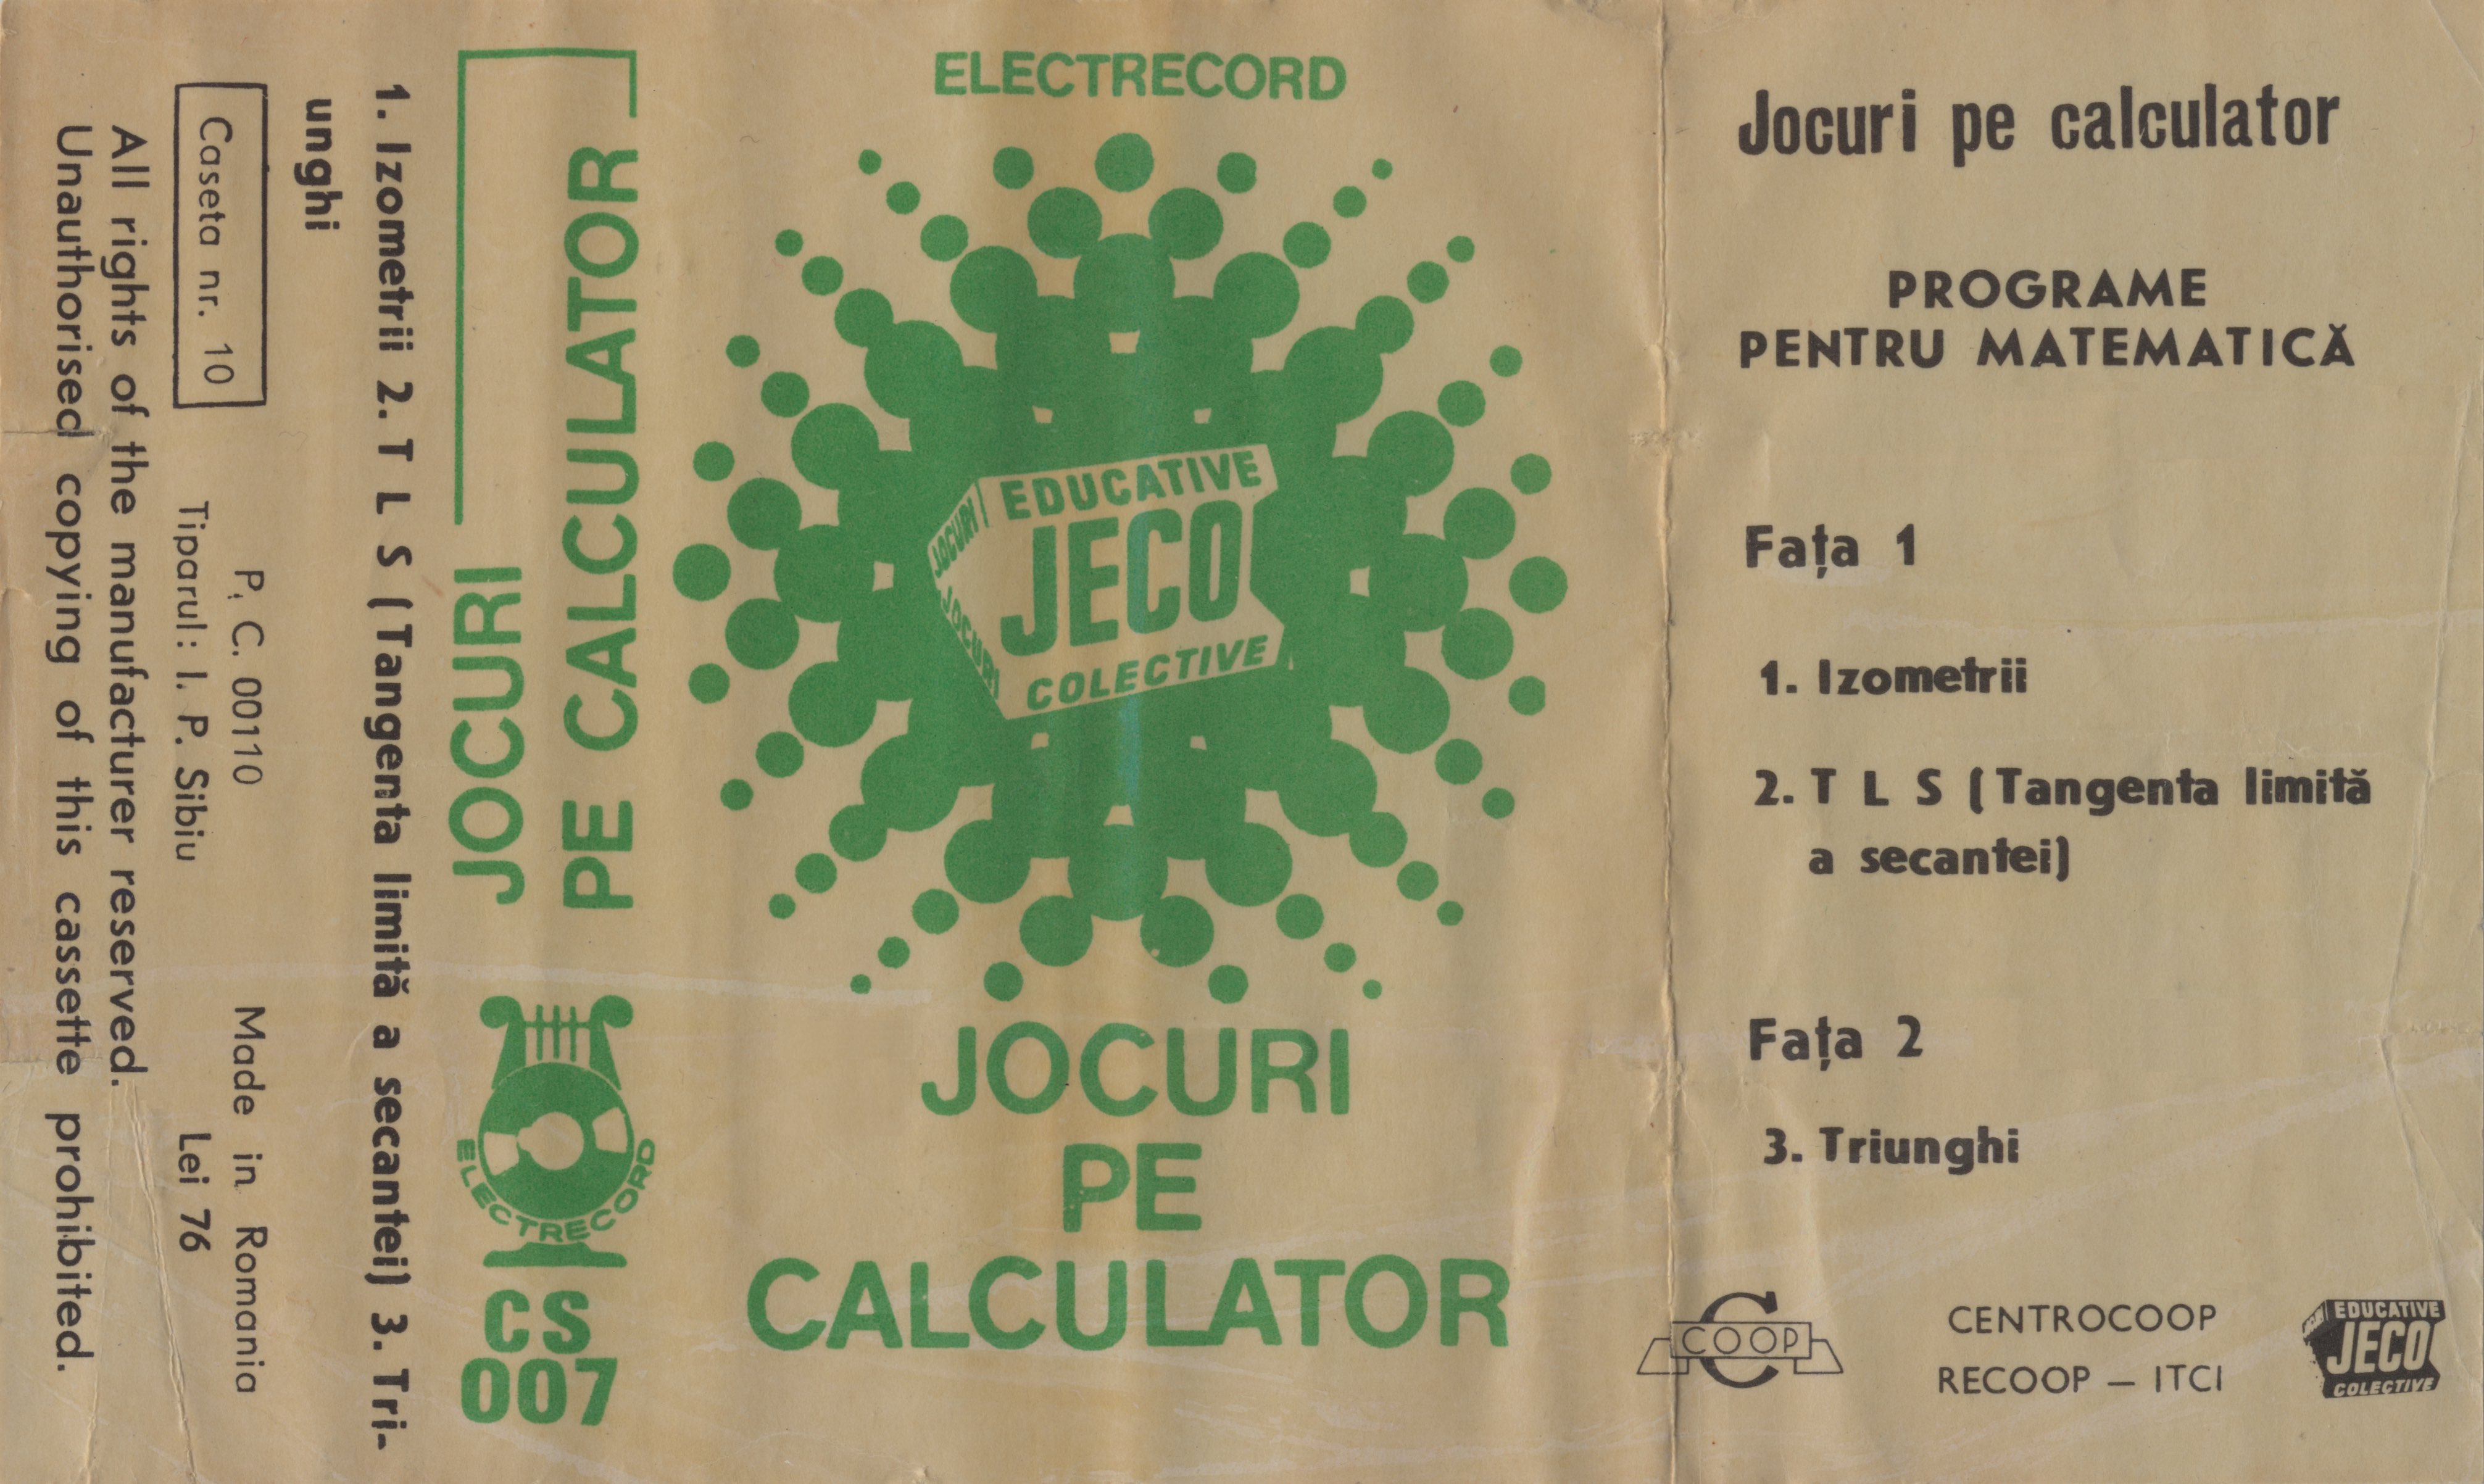 All rights of the manufacturer reserved.
Unauthorised copying of this cassette prohibited.
Caseta nr. 10
P. C. 00110
Tiparul: I. P. Sibiu
Made in Romania
Lei 76
1. Izometrii 2. T L S (Tangenta limită a secantei) 3. Tri-
unghi
JOCURI
PE CALCULATOR
ELECTRECORD
CS
007
ELECTRECORD
JOCURI
JOCURI
EDUCATIVE
JECO
COLECTIVE
JOCURI
PE
CALCULATOR
Jocuri pe calculator
PROGRAME
PENTRU MATEMATICĂ
Fața 1
1. Izometrii
2. T L S (Tangenta limită
a secantei)
Fața 2
3. Triunghi
C
COOP
CENTROCOOP
RECOOP — ITCI
EDUCATIVE
JECO
COLECTIVE